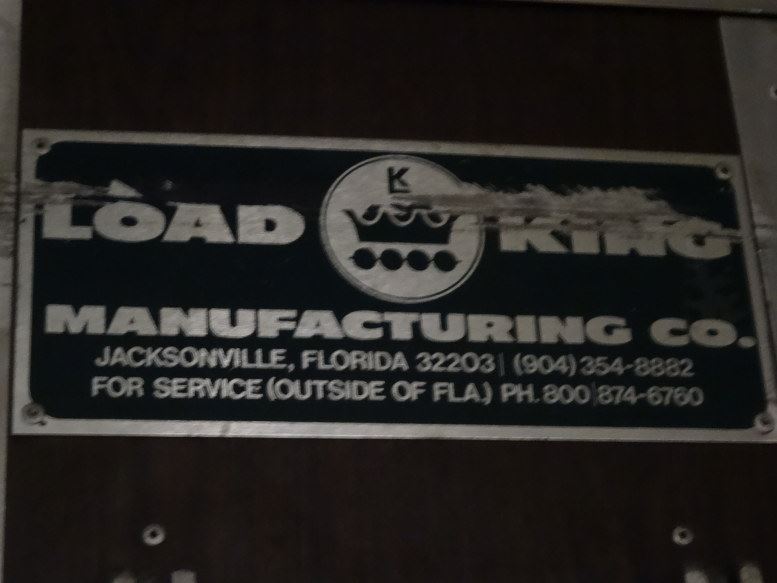 LK
LOAD KING
MANUFACTURING CO.
JACKSONVILLE, FLORIDA 32203 | (904) 354-8882
FOR SERVICE (OUTSIDE OF FLA.) PH. 800|874-6760